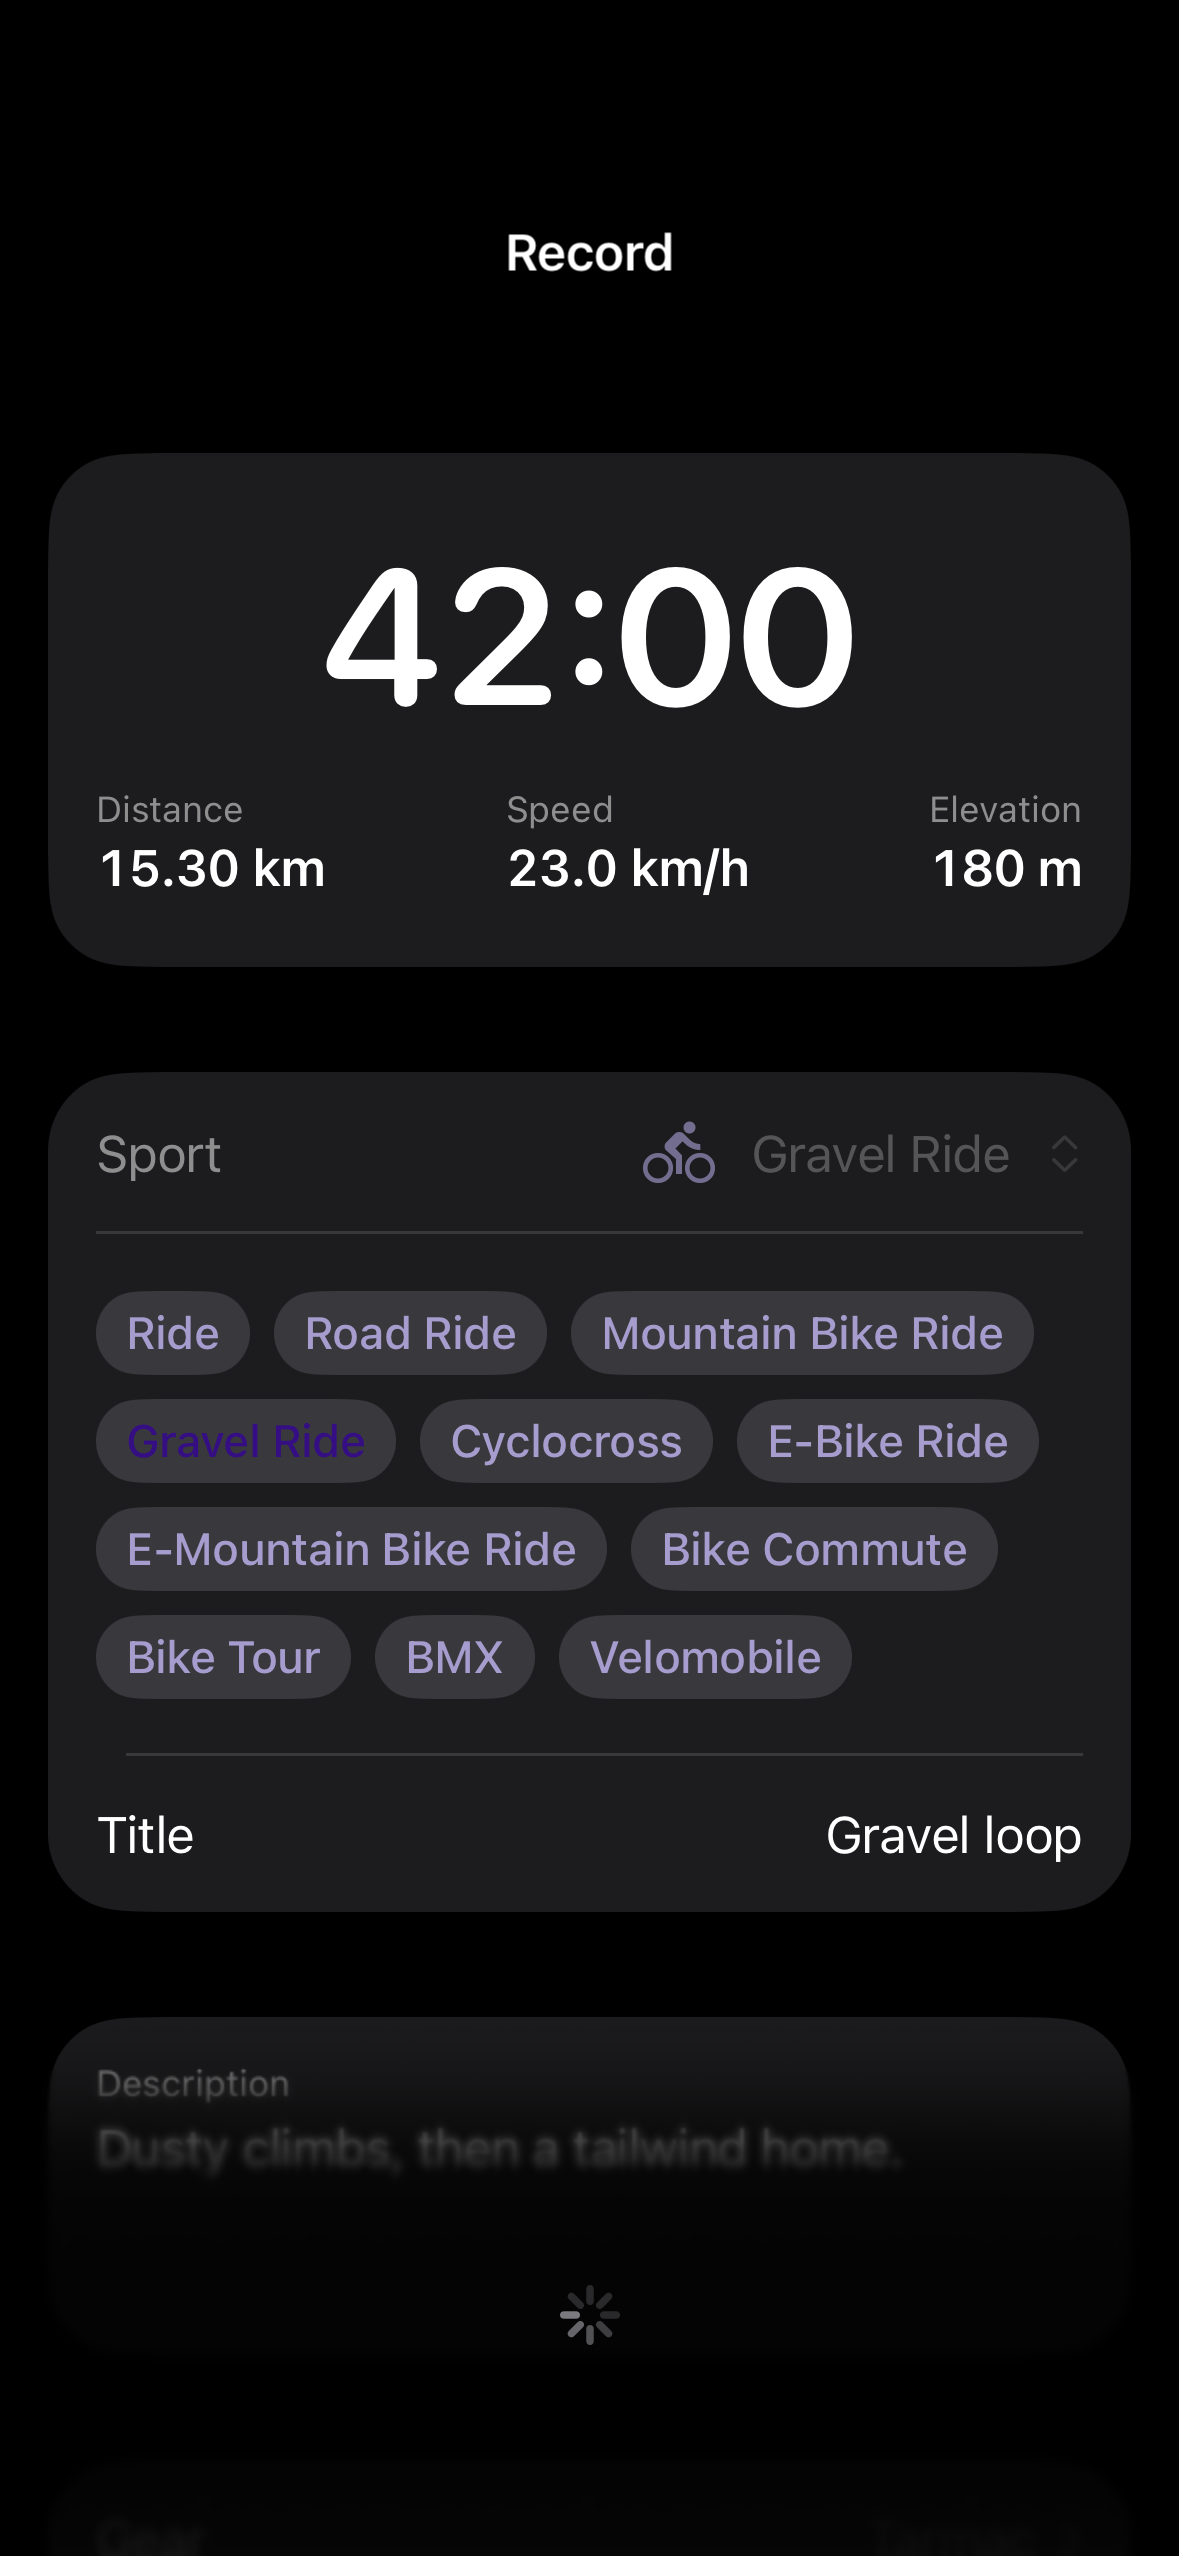 Record
42:00
Distance Speed Elevation
15.30 km 23.0 km/h 180 m
Sport Gravel Ride
Ride Road Ride Mountain Bike Ride
Gravel Ride Cyclocross E-Bike Ride
E-Mountain Bike Ride Bike Commute
Bike Tour BMX Velomobile
Title Gravel loop
Description
Dusty climbs, then a tailwind home.
Gear